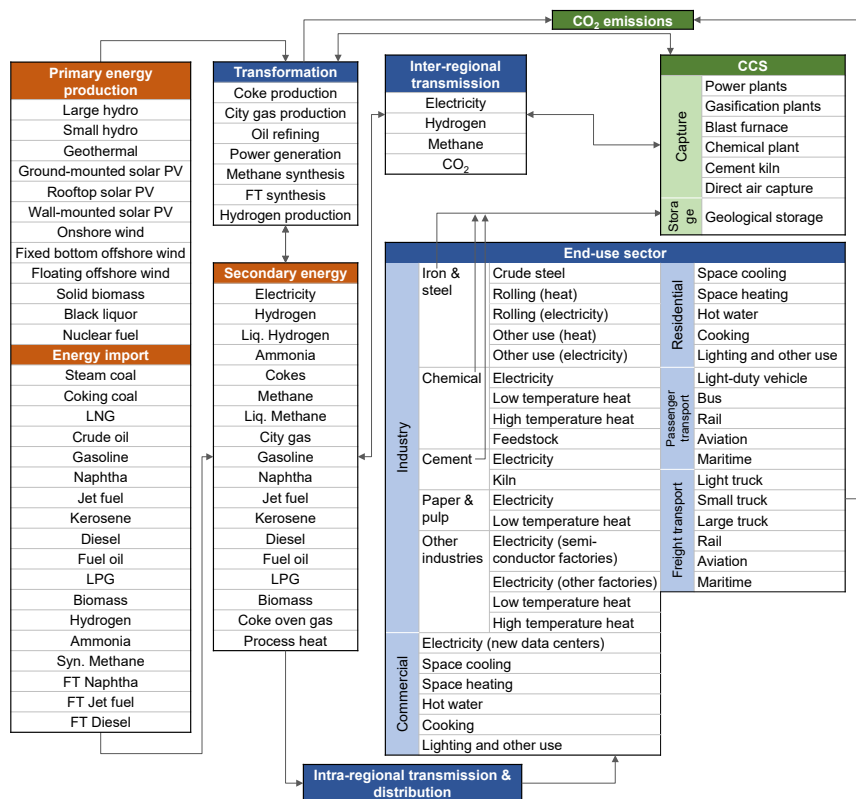 CO2 emissions
Primary energy
production
Large hydro
Small hydro
Geothermal
Ground-mounted solar PV
Rooftop solar PV
Wall-mounted solar PV
Onshore wind
Fixed bottom offshore wind
Floating offshore wind
Solid biomass
Black liquor
Nuclear fuel
Energy import
Steam coal
Coking coal
LNG
Crude oil
Gasoline
Naphtha
Jet fuel
Kerosene
Diesel
Fuel oil
LPG
Biomass
Hydrogen
Ammonia
Syn. Methane
FT Naphtha
FT Jet fuel
FT Diesel
Transformation
Coke production
City gas production
Oil refining
Power generation
Methane synthesis
FT synthesis
Hydrogen production
Secondary energy
Electricity
Hydrogen
Liq. Hydrogen
Ammonia
Cokes
Methane
Liq. Methane
City gas
Gasoline
Naphtha
Jet fuel
Kerosene
Diesel
Fuel oil
LPG
Biomass
Coke oven gas
Process heat
Inter-regional
transmission
Electricity
Hydrogen
Methane
CO2
CCS
Capture
Power plants
Gasification plants
Blast furnace
Chemical plant
Cement kiln
Direct air capture
Stora
ge
Geological storage
End-use sector
Industry
Iron &
steel
Crude steel
Rolling (heat)
Rolling (electricity)
Other use (heat)
Other use (electricity)
Chemical
Electricity
Low temperature heat
High temperature heat
Feedstock
Cement
Electricity
Kiln
Paper &
pulp
Electricity
Low temperature heat
Other
industries
Electricity (semi-
conductor factories)
Electricity (other factories)
Low temperature heat
High temperature heat
Commercial
Electricity (new data centers)
Space cooling
Space heating
Hot water
Cooking
Lighting and other use
Residential
Space cooling
Space heating
Hot water
Cooking
Lighting and other use
Passenger
transport
Light-duty vehicle
Bus
Rail
Aviation
Maritime
Freight transport
Light truck
Small truck
Large truck
Rail
Aviation
Maritime
Intra-regional transmission &
distribution